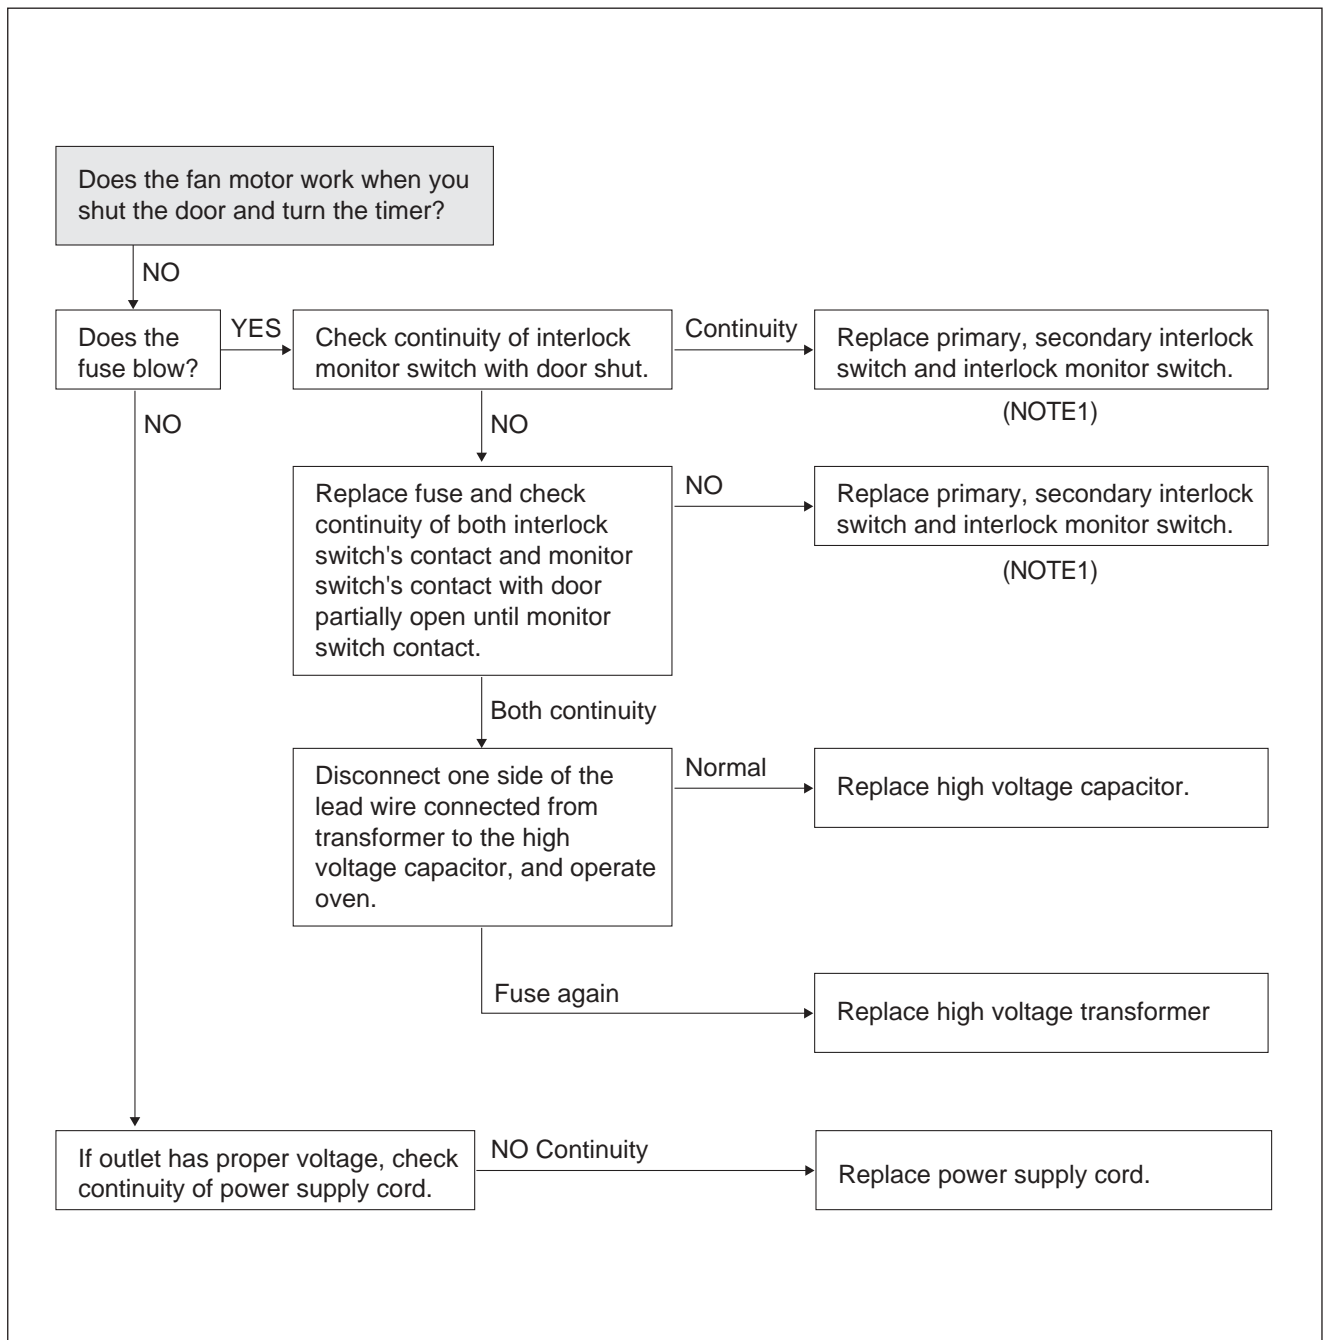 Does the fan motor work when you
shut the door and turn the timer?
NO
Does the
fuse blow?
YES
Check continuity of interlock
monitor switch with door shut.
Continuity
Replace primary, secondary interlock
switch and interlock monitor switch.
(NOTE1)
NO
NO
Replace fuse and check
continuity of both interlock
switch's contact and monitor
switch's contact with door
partially open until monitor
switch contact.
NO
Replace primary, secondary interlock
switch and interlock monitor switch.
(NOTE1)
Both continuity
Disconnect one side of the
lead wire connected from
transformer to the high
voltage capacitor, and operate
oven.
Normal
Replace high voltage capacitor.
Fuse again
Replace high voltage transformer
If outlet has proper voltage, check
continuity of power supply cord.
NO Continuity
Replace power supply cord.